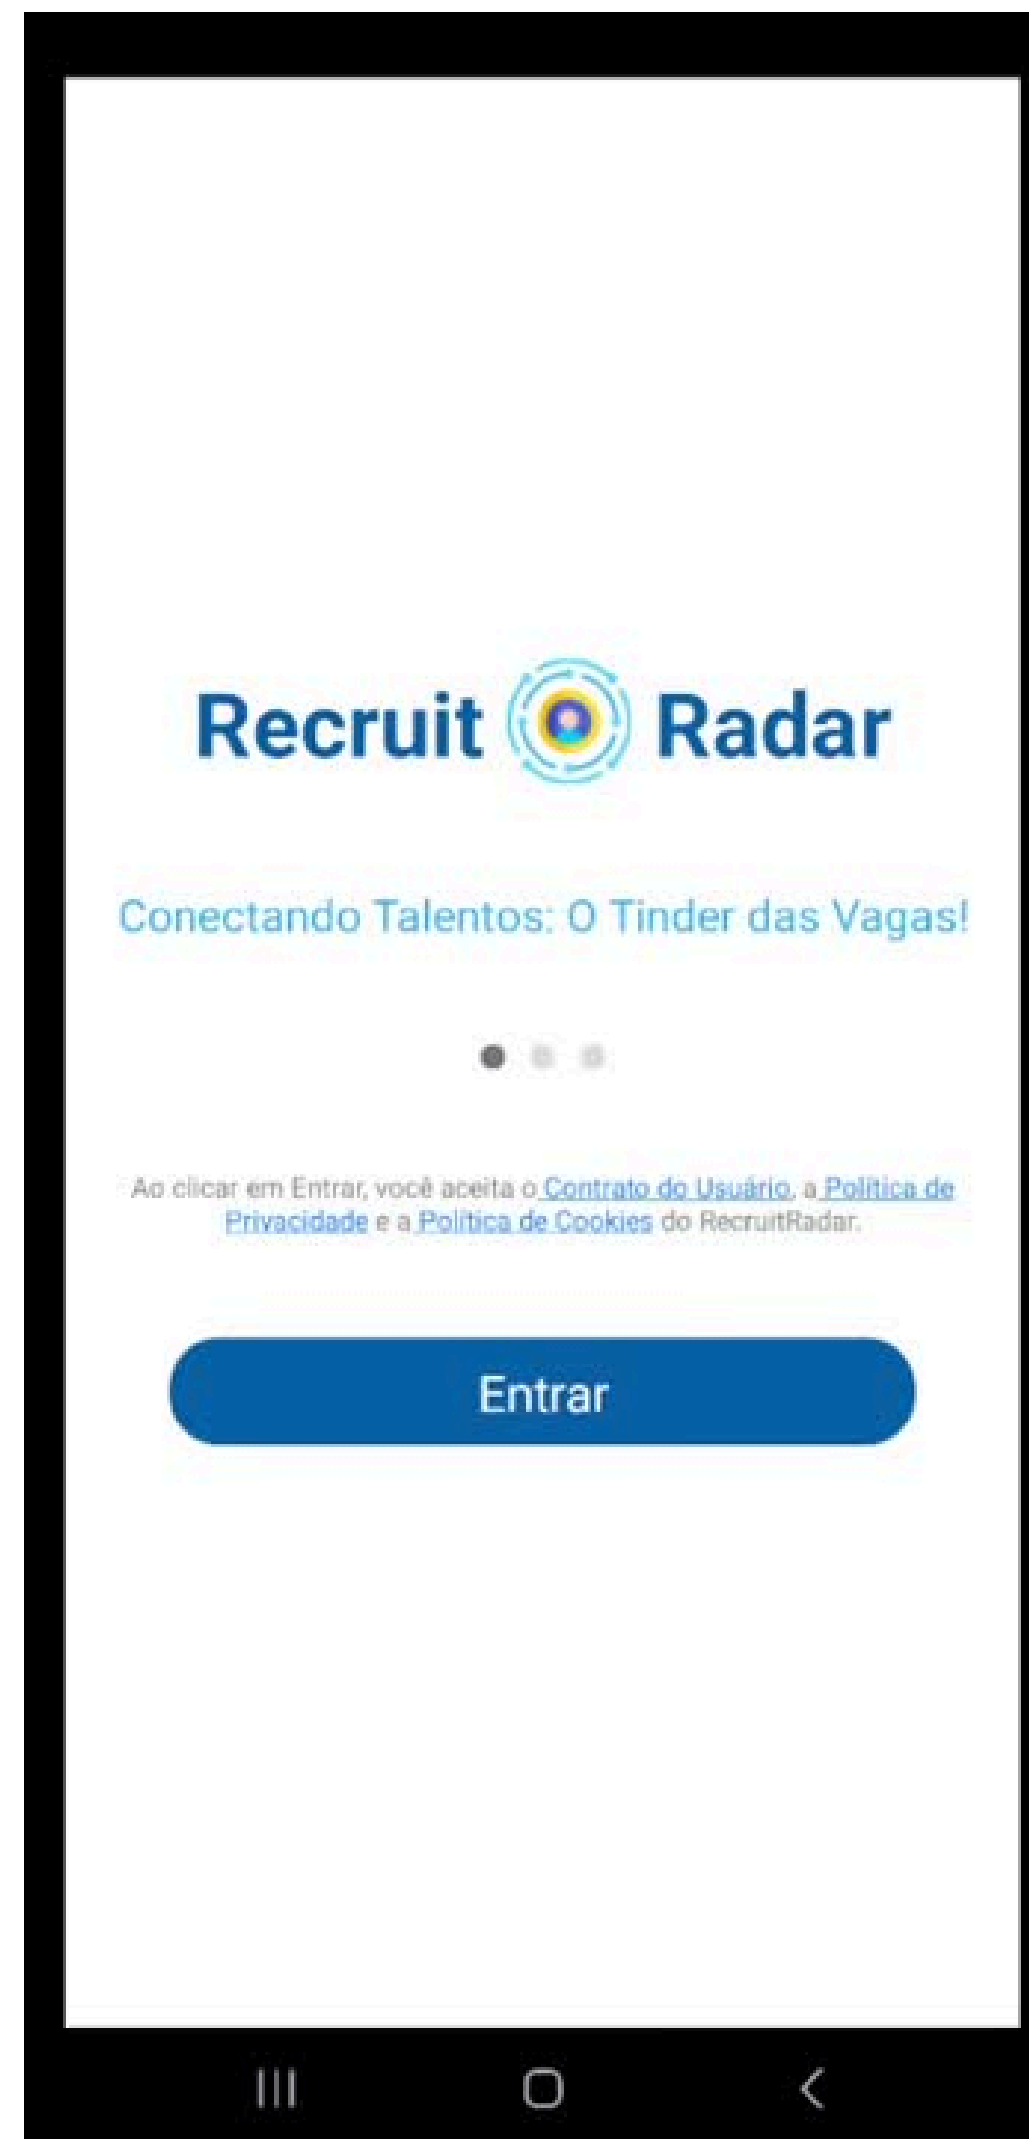 Recruit Radar
Conectando Talentos: O Tinder das Vagas!
Ao clicar em Entrar, você aceita o Contrato do Usuário, a Política de
Privacidade e a Política de Cookies do RecruitRadar.
Entrar